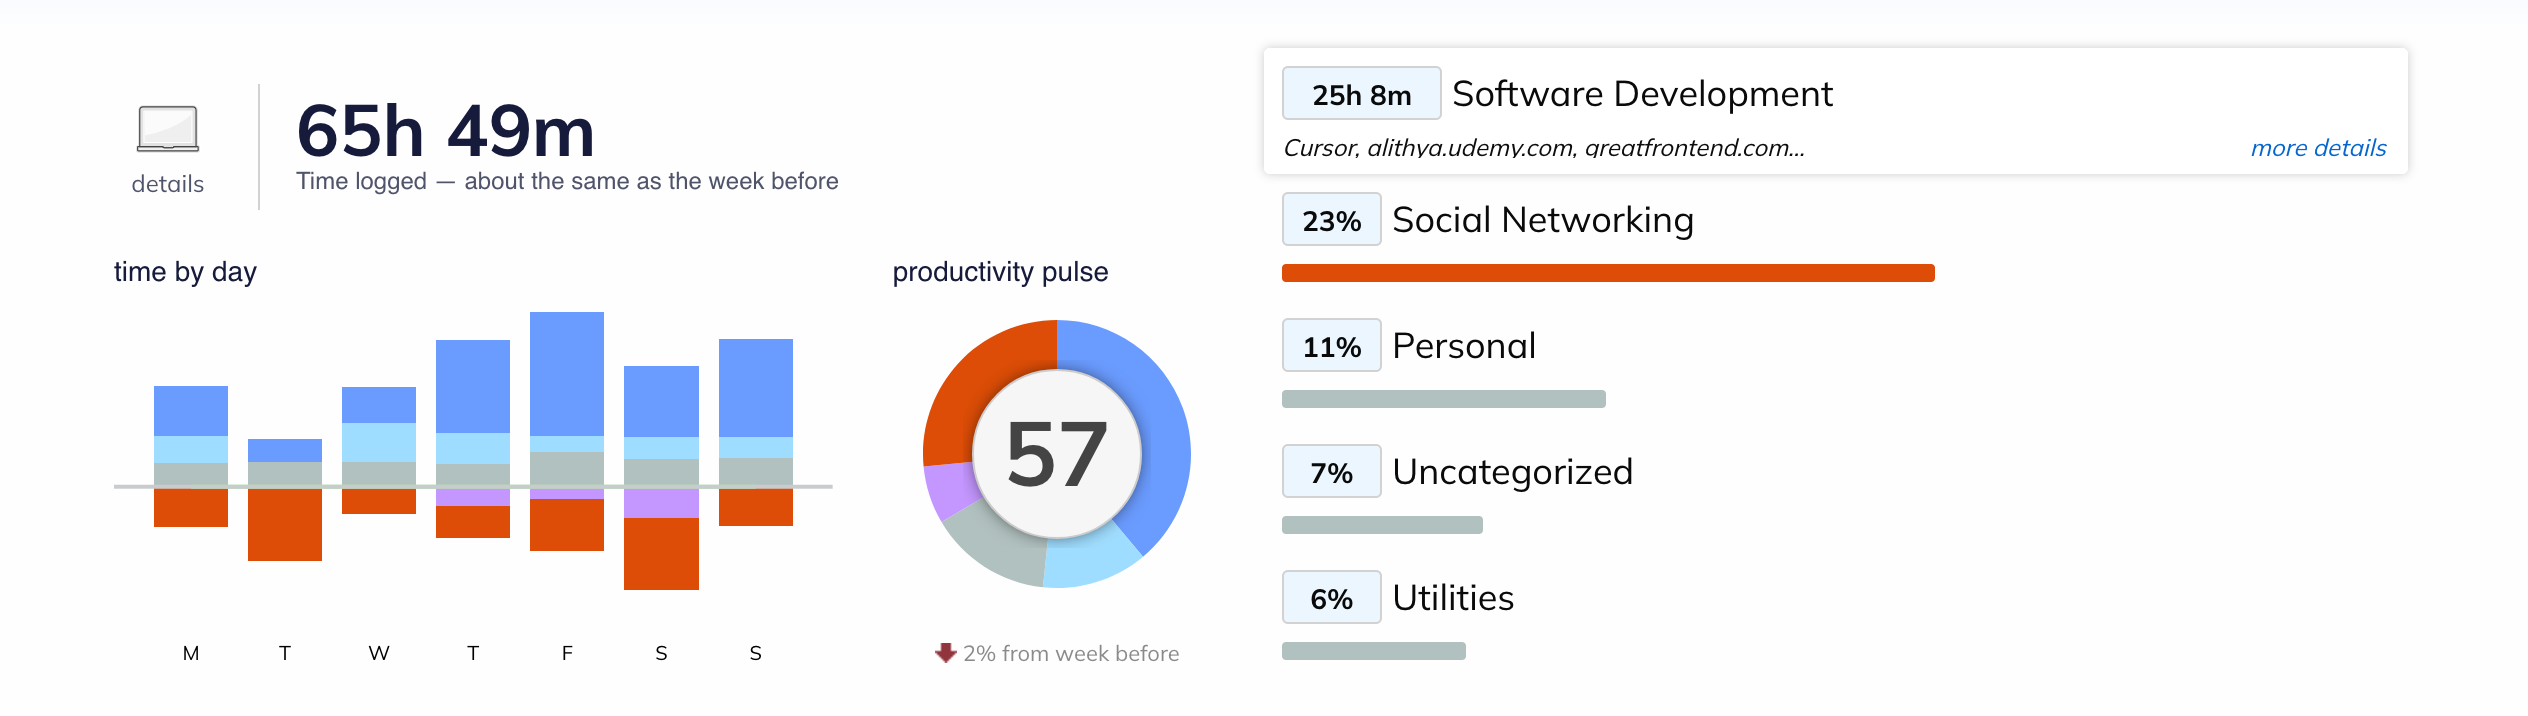 details
65h 49m
Time logged — about the same as the week before
time by day
M T W T F S S
productivity pulse
57
2% from week before
25h 8m Software Development
Cursor, alithya.udemy.com, greatfrontend.com...
more details
23% Social Networking
11% Personal
7% Uncategorized
6% Utilities